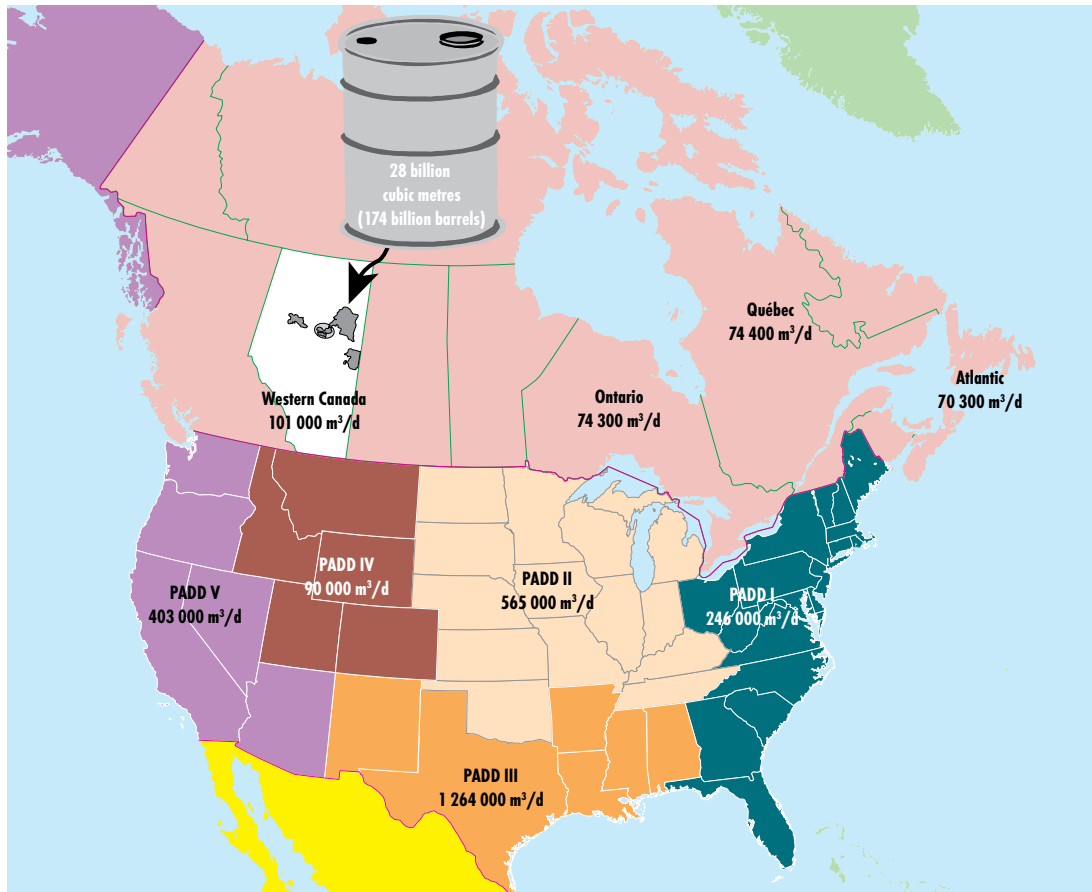 28 billion
cubic metres
(174 billion barrels)
Québec
74 400 m³/d
Atlantic
70 300 m³/d
Western Canada
101 000 m³/d
Ontario
74 300 m³/d
PADD IV
90 000 m³/d
PADD II
565 000 m³/d
PADD V
403 000 m³/d
PADD I
246 000 m³/d
PADD III
1 264 000 m³/d